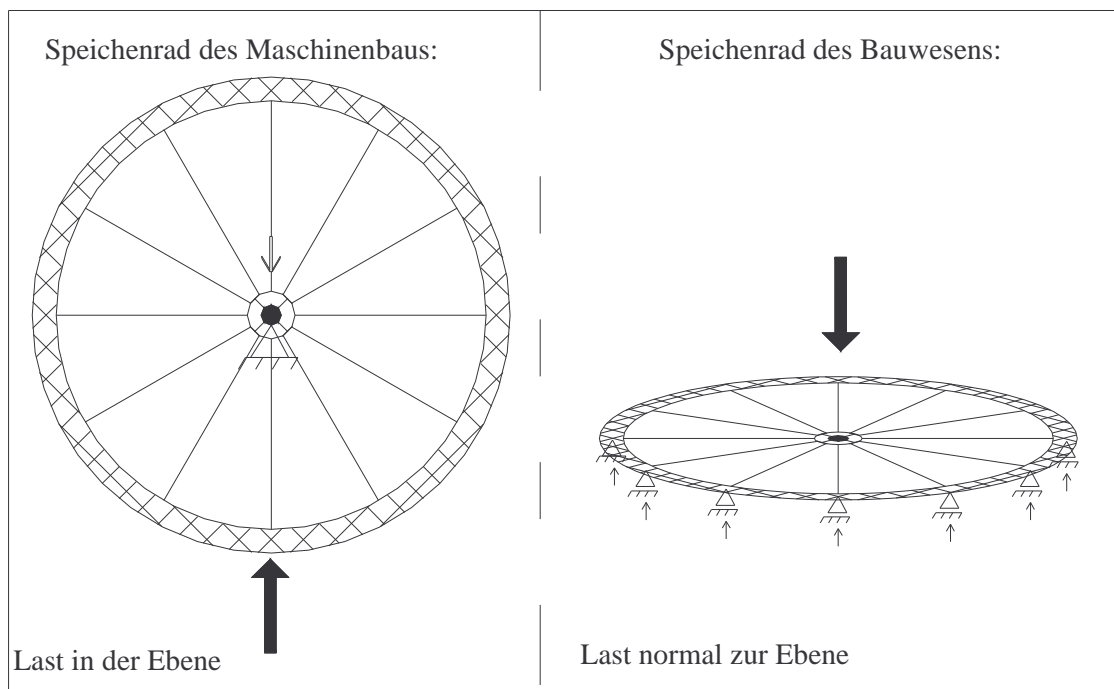 Speichenrad des Maschinenbaus:
Last in der Ebene
Speichenrad des Bauwesens:
Last normal zur Ebene